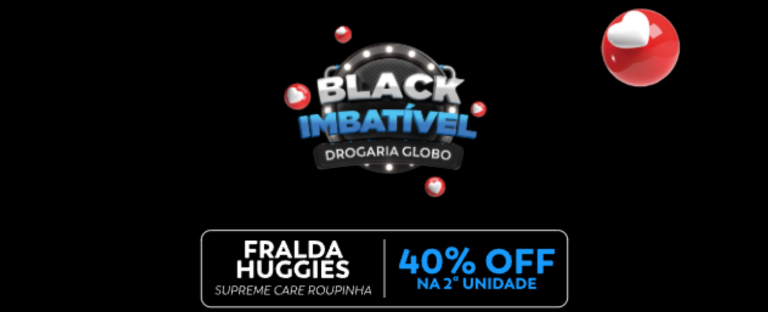 BLACK
IMBATÍVEL
DROGARIA GLOBO
FRALDA
HUGGIES
SUPREME CARE ROUPINHA
40% OFF
NA 2ª UNIDADE